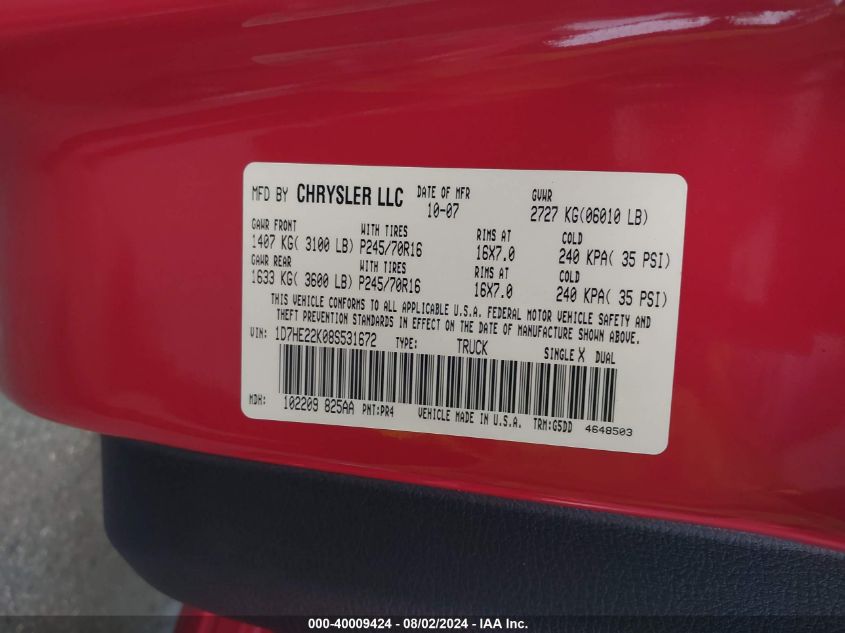 MFD BY CHRYSLER LLC DATE OF MFR GVWR
10-07 2727 KG(06010 LB)
GAWR FRONT WITH TIRES RIMS AT COLD
1407 KG( 3100 LB) P245/70R16 16X7.0 240 KPA( 35 PSI)
GAWR REAR WITH TIRES RIMS AT COLD
1633 KG( 3600 LB) P245/70R16 16X7.0 240 KPA( 35 PSI)
THIS VEHICLE CONFORMS TO ALL APPLICABLE U.S.A. FEDERAL MOTOR VEHICLE SAFETY AND
THEFT PREVENTION STANDARDS IN EFFECT ON THE DATE OF MANUFACTURE SHOWN ABOVE.
VIN: 1D7HE22K08S531672 TYPE: TRUCK SINGLE X DUAL
MDH: 102209 825AA PNT:PR4 VEHICLE MADE IN U.S.A. TRM:G5DD 4648503
000-40009424 - 08/02/2024 - IAA Inc.